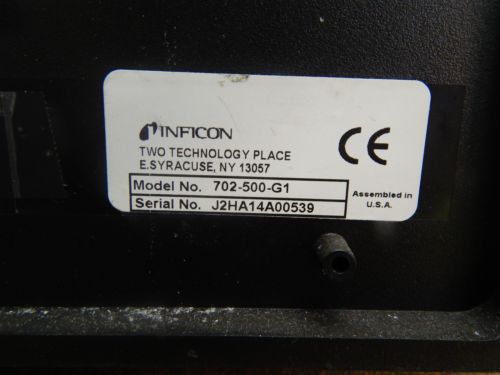 INFICON
TWO TECHNOLOGY PLACE
E.SYRACUSE, NY 13057
Model No. 702-500-G1
Serial No. J2HA14A00539
CE
Assembled in
U.S.A.